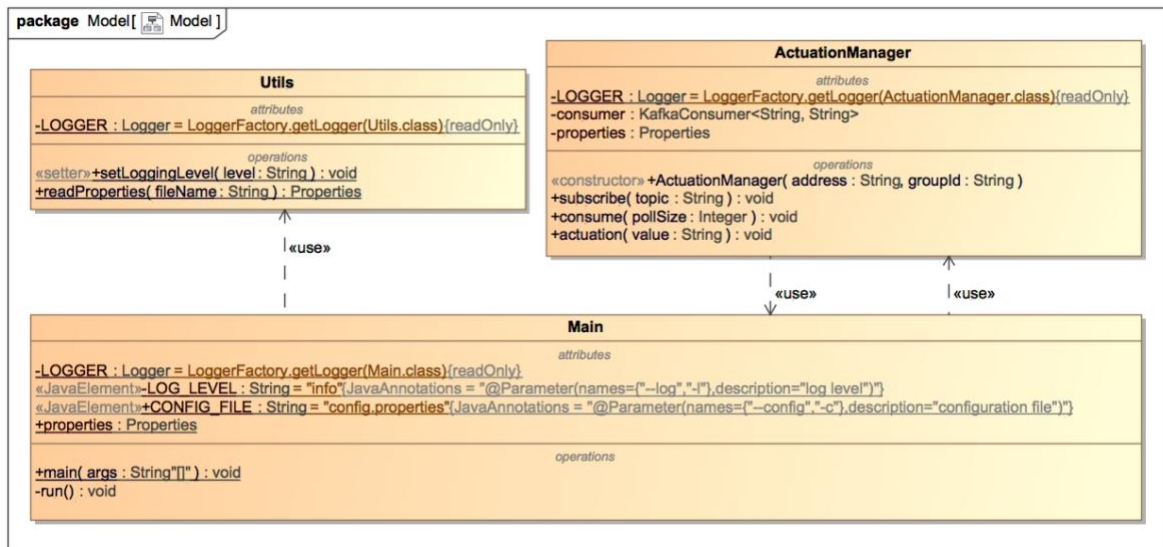 package Model[ Model ]
Utils
attributes
-LOGGER : Logger = LoggerFactory.getLogger(Utils.class){readOnly}
operations
«setter»+setLoggingLevel( level : String ) : void
+readProperties( fileName : String ) : Properties
ActuationManager
attributes
-LOGGER : Logger = LoggerFactory.getLogger(ActuationManager.class){readOnly}
-consumer : KafkaConsumer<String, String>
-properties : Properties
operations
«constructor»+ActuationManager( address : String, groupId : String )
+subscribe( topic : String ) : void
+consume( pollSize : Integer ) : void
+actuation( value : String ) : void
«use»
«use»
«use»
Main
attributes
-LOGGER : Logger = LoggerFactory.getLogger(Main.class){readOnly}
«JavaElement»-LOG_LEVEL : String = "info"{JavaAnnotations = "@Parameter(names={"--log","-l"},description="log level")"}
«JavaElement»+CONFIG_FILE : String = "config.properties"{JavaAnnotations = "@Parameter(names={"--config","-c"},description="configuration file")"}
+properties : Properties
operations
+main( args : String"[]" ) : void
-run() : void